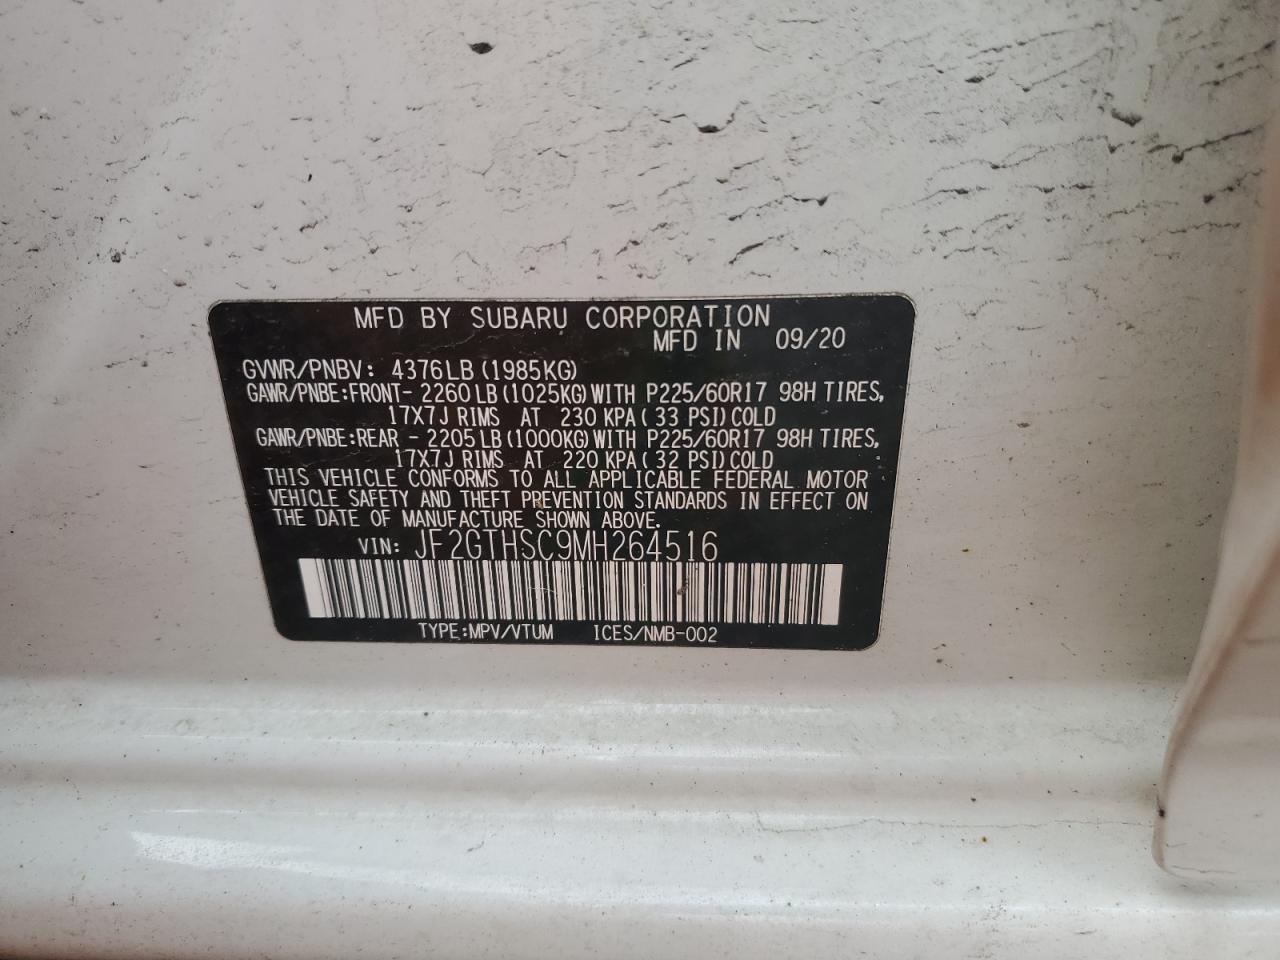 MFD BY SUBARU CORPORATION
MFD IN 09/20
GVWR/PNBV: 4376LB (1985KG)
GAWR/PNBE:FRONT- 2260LB (1025KG)WITH P225/60R17 98H TIRES,
17X7J RIMS AT 230 KPA( 33 PSI)COLD
GAWR/PNBE:REAR - 2205LB (1000KG)WITH P225/60R17 98H TIRES,
17X7J RIMS AT 220 KPA( 32 PSI)COLD
THIS VEHICLE CONFORMS TO ALL APPLICABLE FEDERAL MOTOR
VEHICLE SAFETY AND THEFT PREVENTION STANDARDS IN EFFECT ON
THE DATE OF MANUFACTURE SHOWN ABOVE.
VIN: JF2GTHSC9MH264516
TYPE:MPV/VTUM ICES/NMB-002